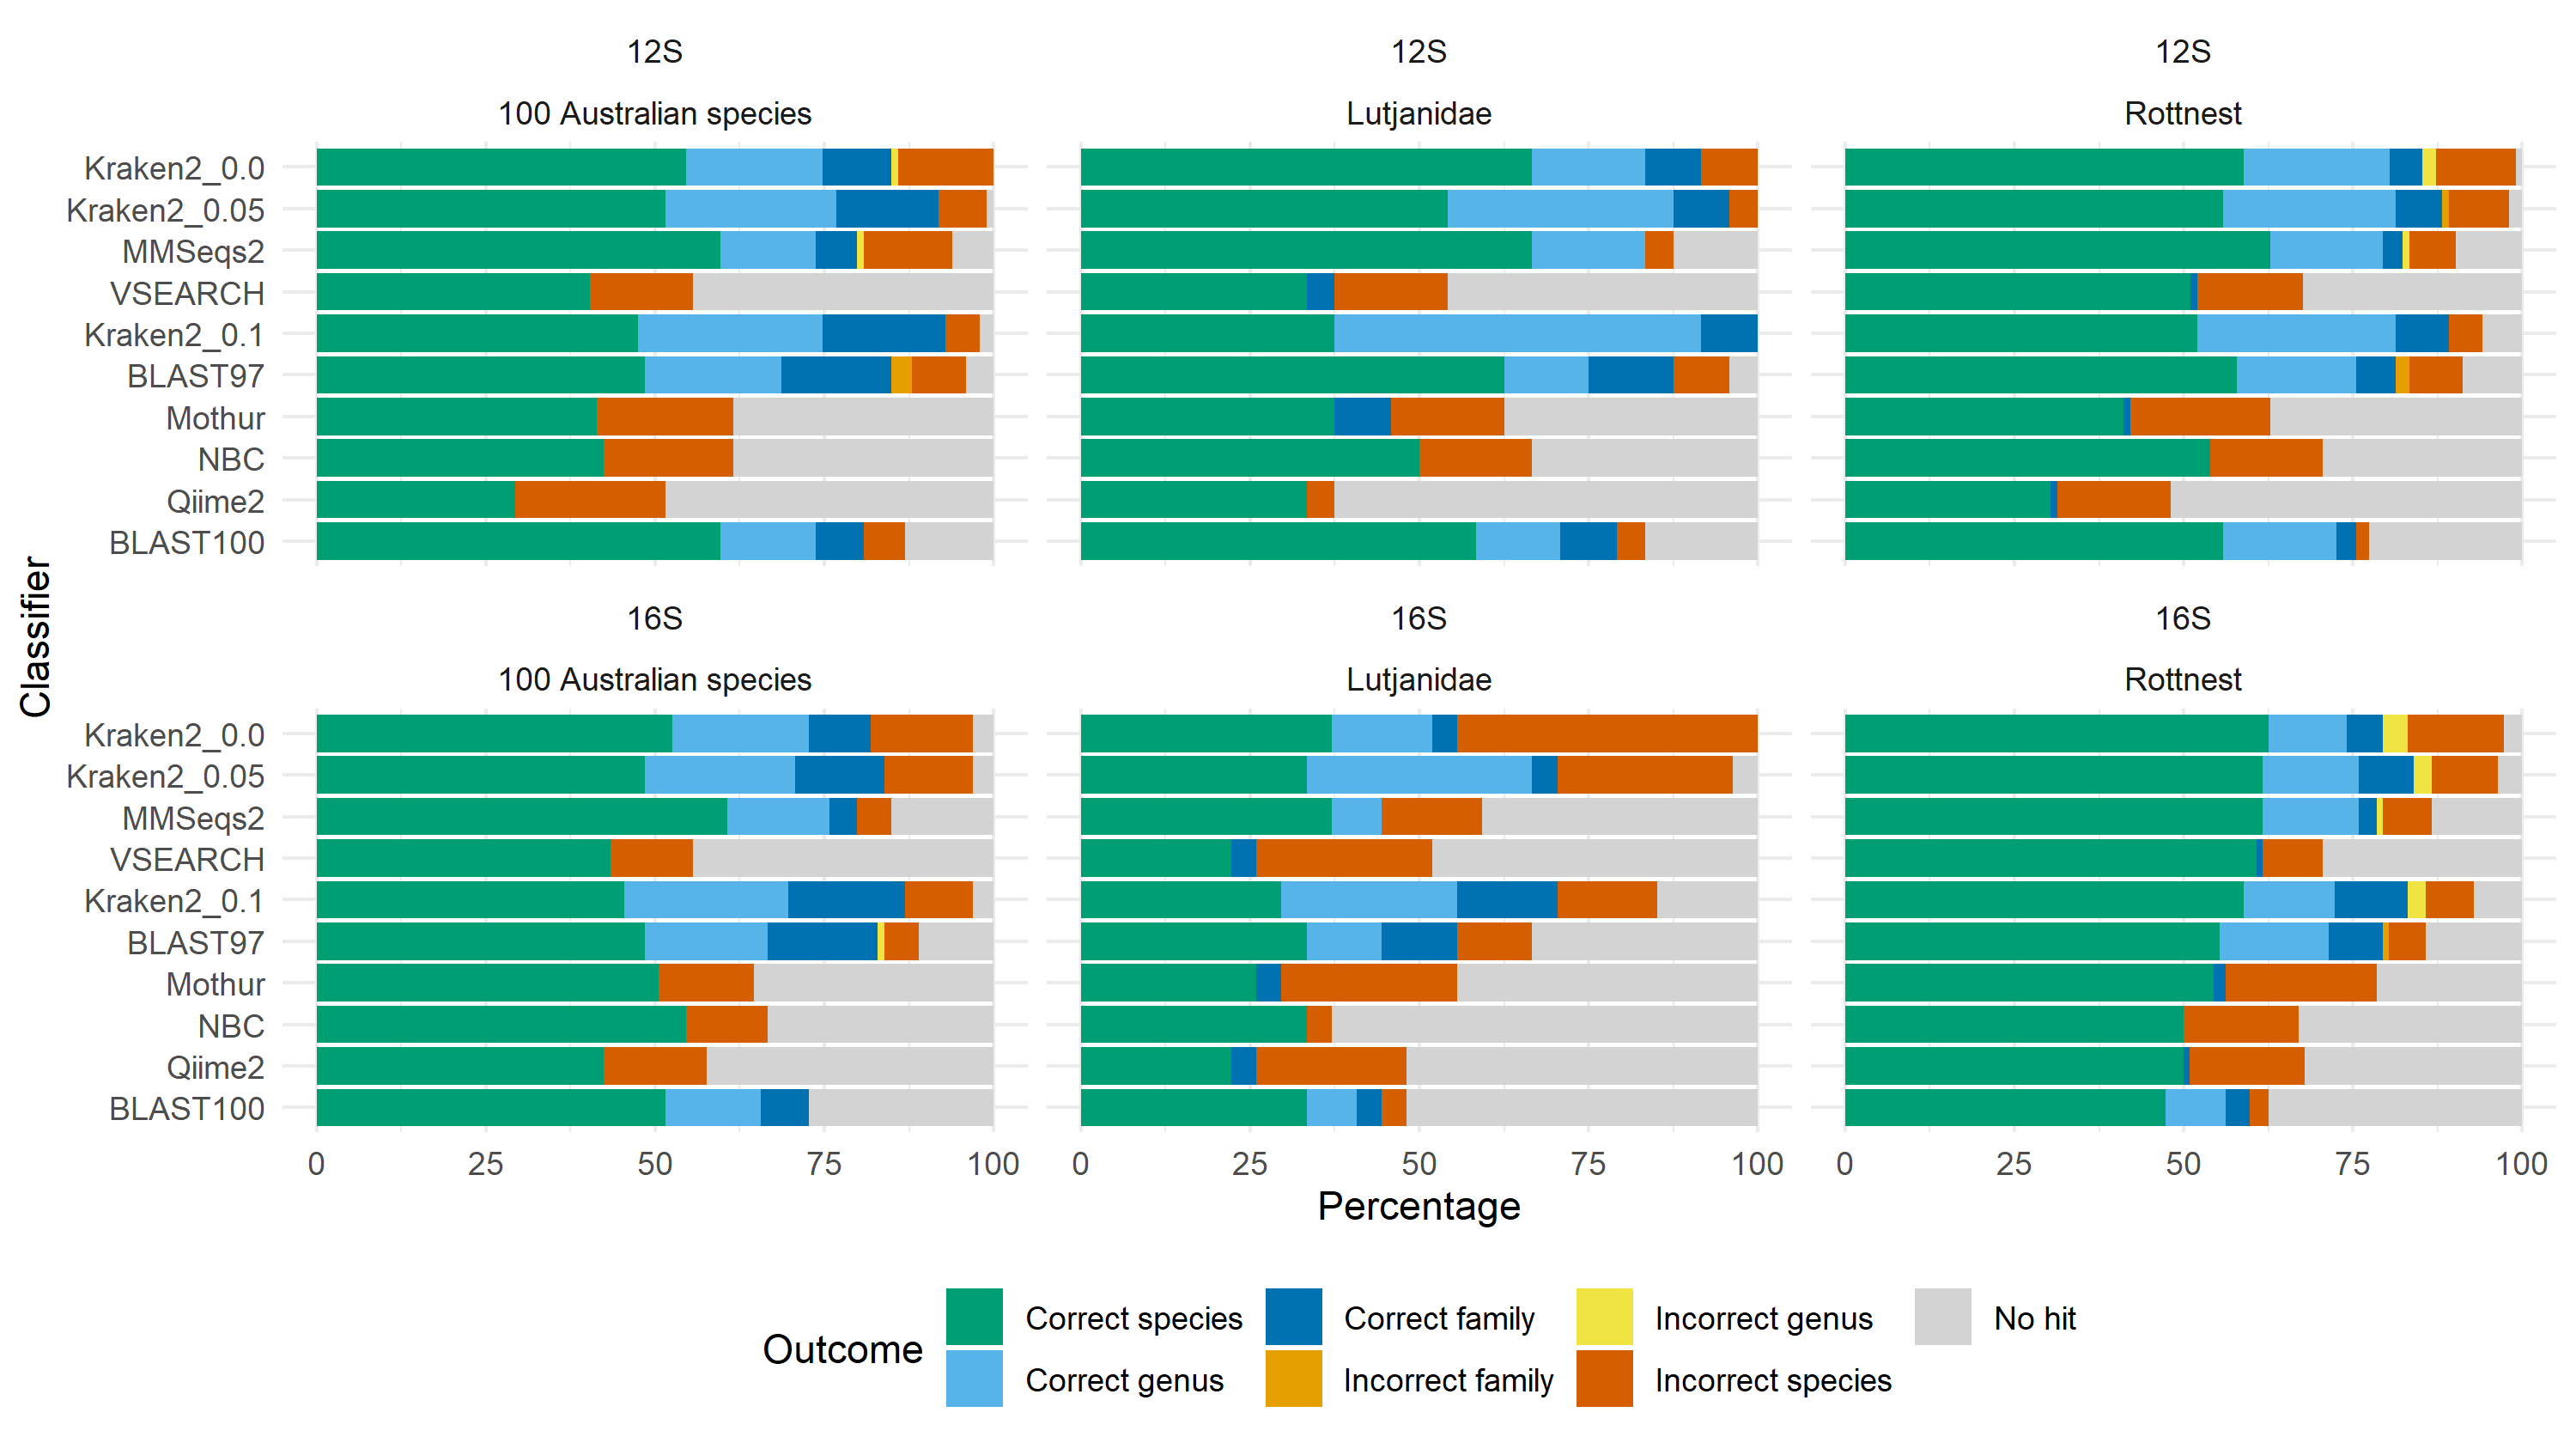 12S 12S 12S
100 Australian species Lutjanidae Rottnest
Kraken2_0.0
Kraken2_0.05
MMSeqs2
VSEARCH
Kraken2_0.1
BLAST97
Mothur
NBC
Qiime2
BLAST100
Classifier
16S 16S 16S
100 Australian species Lutjanidae Rottnest
Kraken2_0.0
Kraken2_0.05
MMSeqs2
VSEARCH
Kraken2_0.1
BLAST97
Mothur
NBC
Qiime2
BLAST100
0 25 50 75 100 0 25 50 75 100 0 25 50 75 100
Percentage
Outcome
Correct species Correct family Incorrect genus No hit
Correct genus Incorrect family Incorrect species